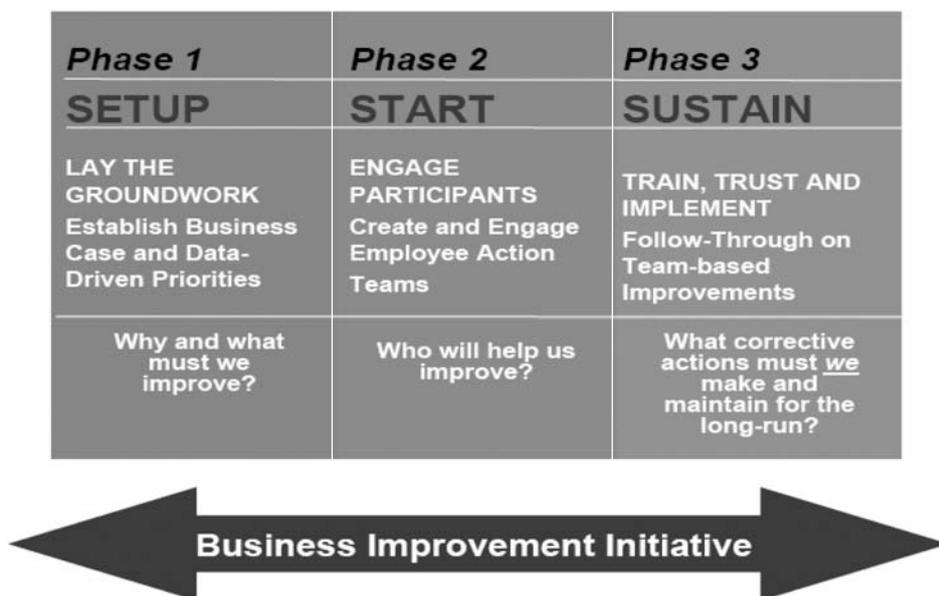 Phase 1
SETUP
LAY THE
GROUNDWORK
Establish Business
Case and Data-
Driven Priorities
Why and what
must we
improve?
Phase 2
START
ENGAGE
PARTICIPANTS
Create and Engage
Employee Action
Teams
Who will help us
improve?
Phase 3
SUSTAIN
TRAIN, TRUST AND
IMPLEMENT
Follow-Through on
Team-based
Improvements
What corrective
actions must we
make and
maintain for the
long-run?
Business Improvement Initiative